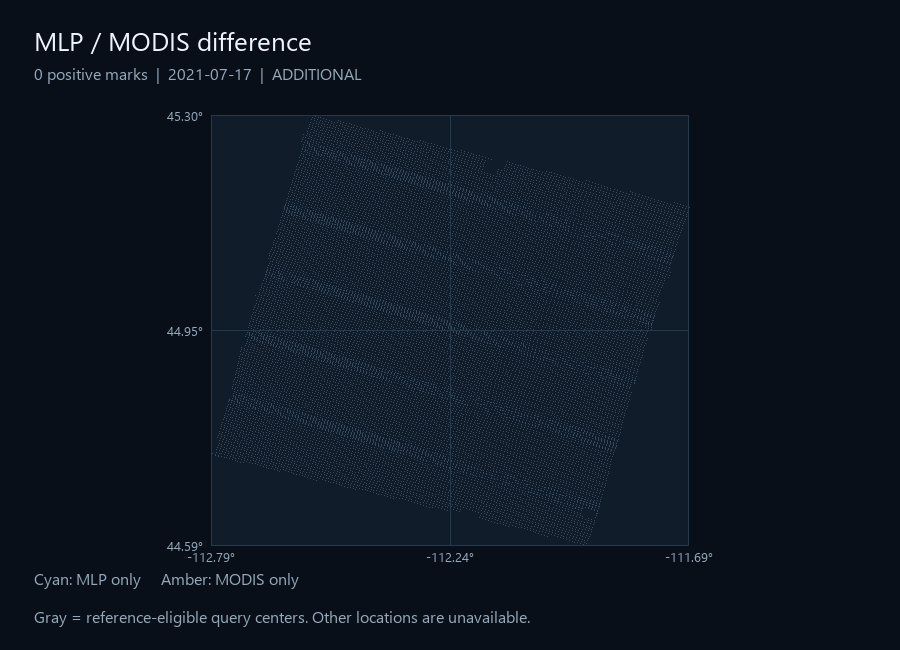 MLP / MODIS difference
0 positive marks | 2021-07-17 | ADDITIONAL
45.30°
44.95°
44.59°
-112.79° -112.24° -111.69°
Cyan: MLP only Amber: MODIS only
Gray = reference-eligible query centers. Other locations are unavailable.